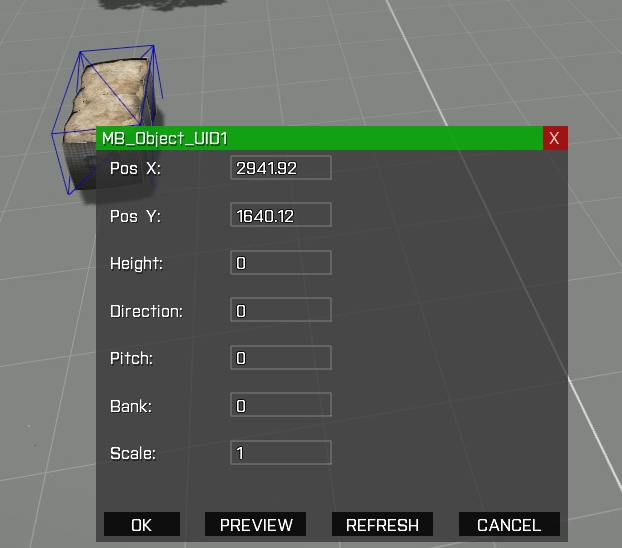 MB_Object_UID1 X
Pos X: 2941.92
Pos Y: 1640.12
Height: 0
Direction: 0
Pitch: 0
Bank: 0
Scale: 1
OK PREVIEW REFRESH CANCEL